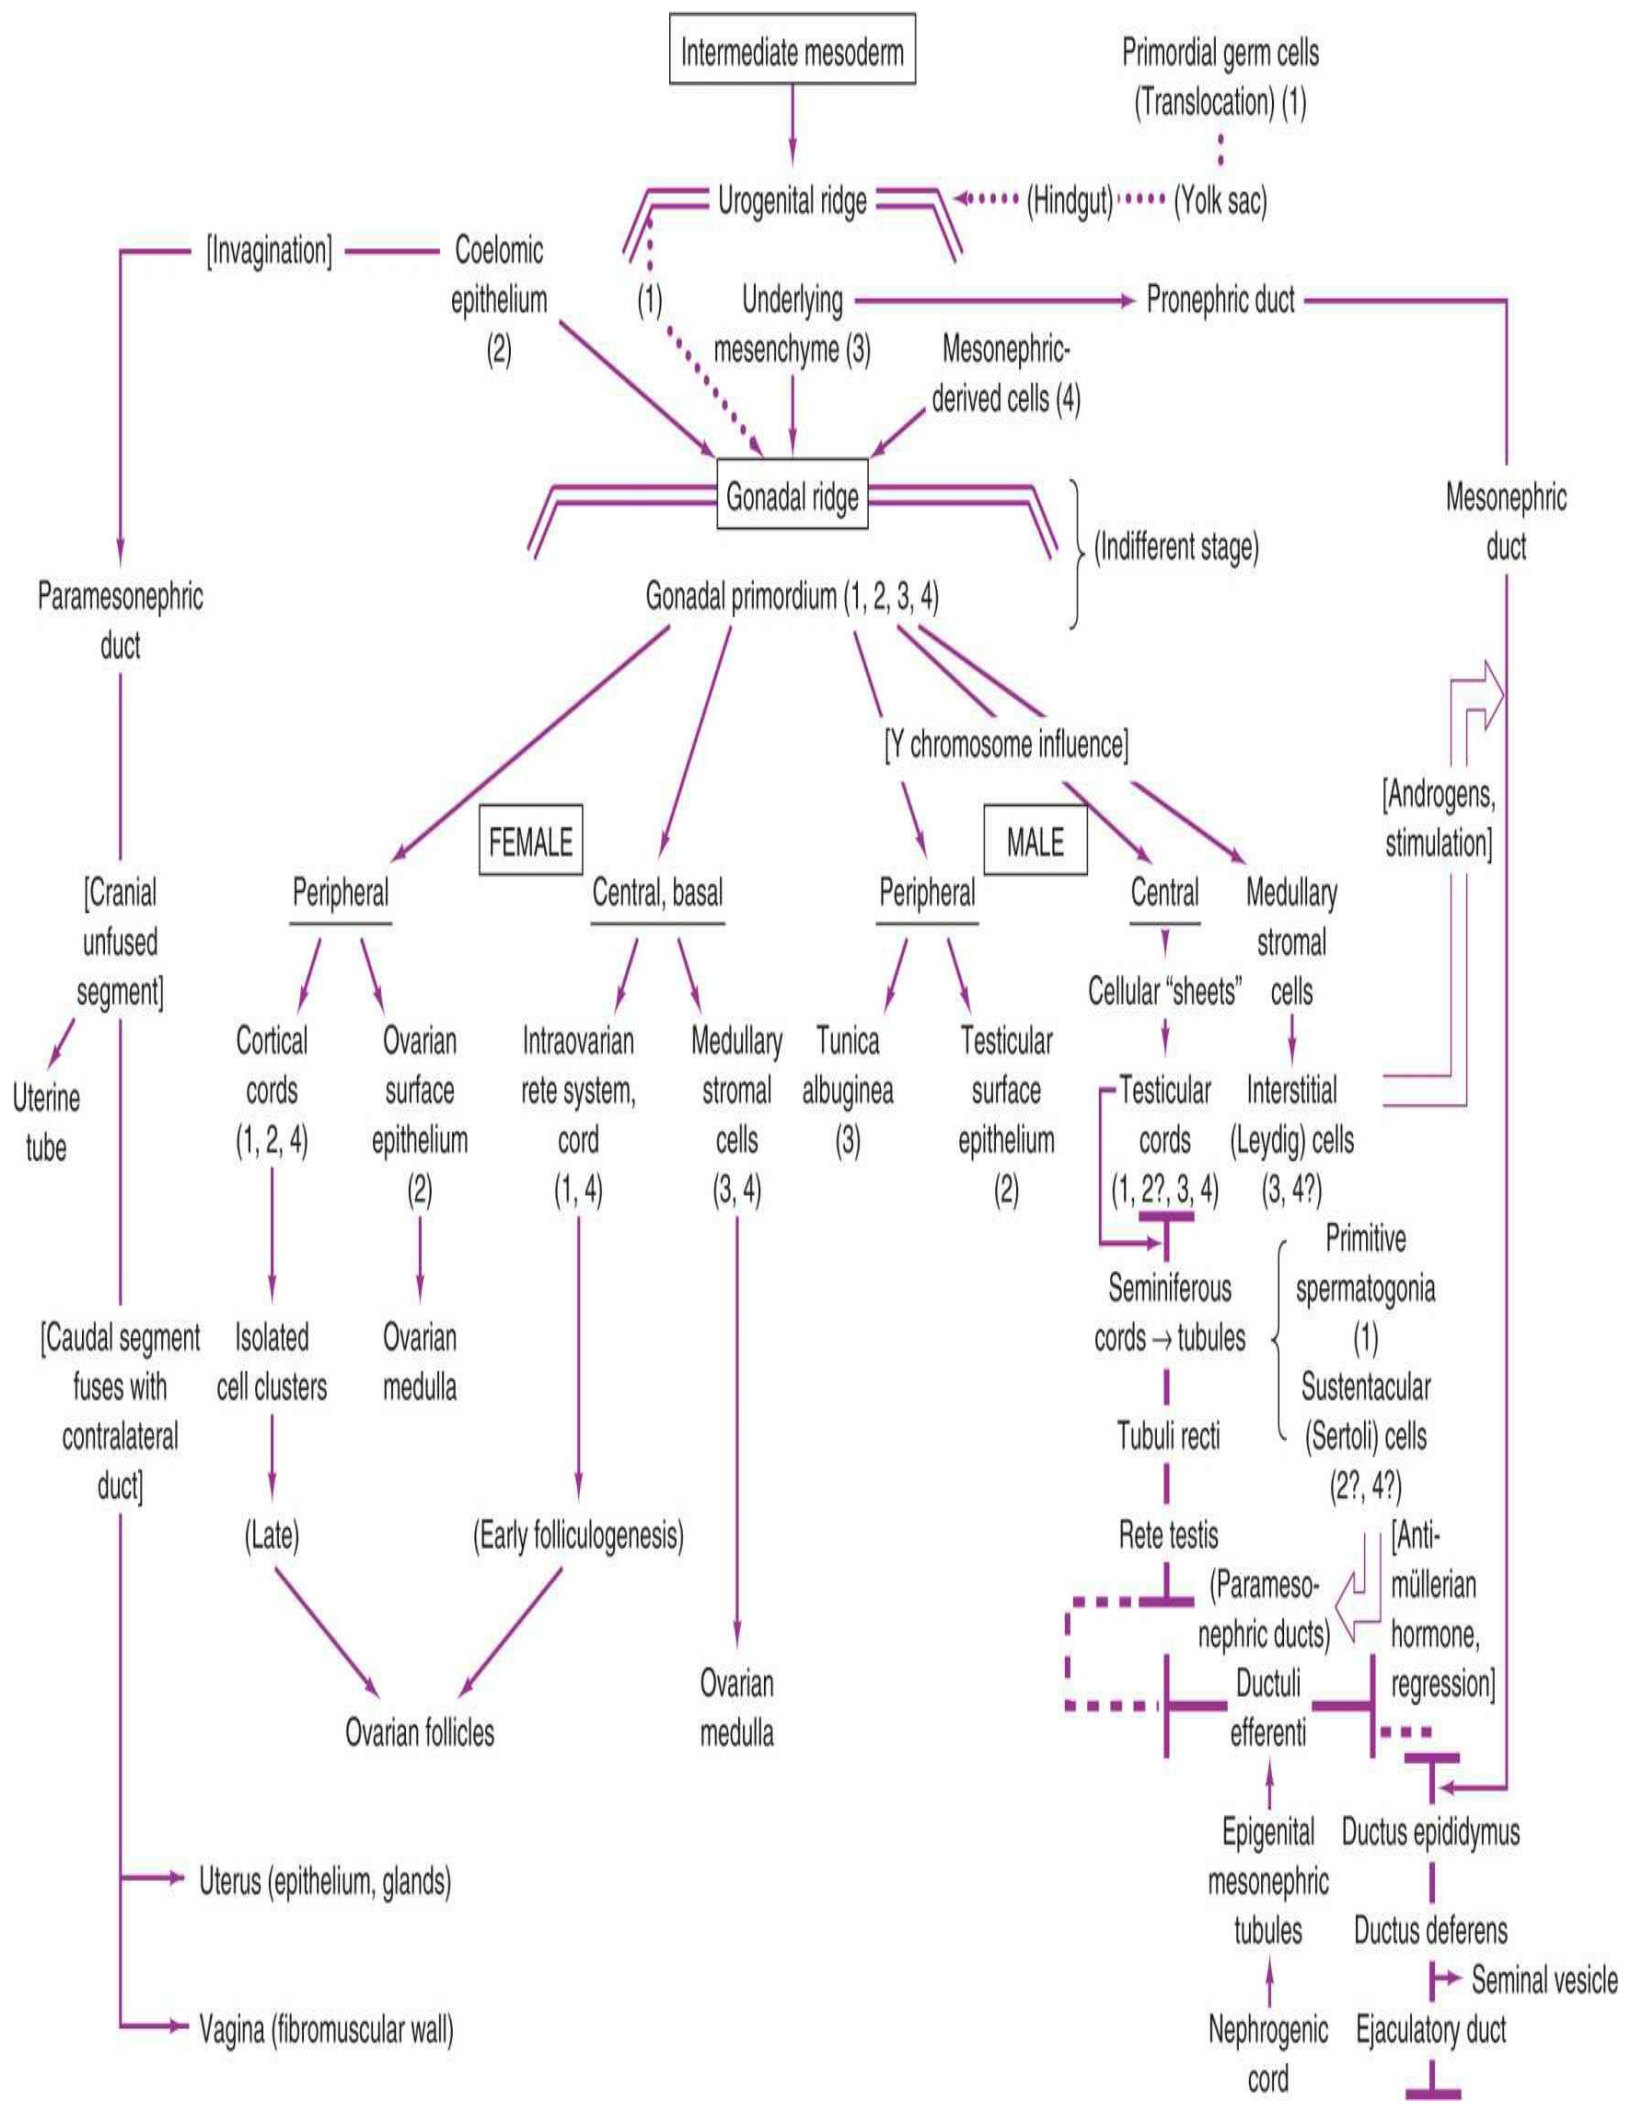 Intermediate mesoderm
Primordial germ cells
(Translocation) (1)
Urogenital ridge
(Hindgut)
(Yolk sac)
[Invagination]
Coelomic
epithelium
(2)
(1)
Underlying
mesenchyme (3)
Pronephric duct
Mesonephric-
derived cells (4)
Gonadal ridge
(Indifferent stage)
Mesonephric
duct
Gonadal primordium (1, 2, 3, 4)
Paramesonephric
duct
[Y chromosome influence]
[Androgens,
stimulation]
FEMALE
MALE
[Cranial
unfused
segment]
Peripheral
Central, basal
Peripheral
Central
Medullary
stromal
cells
Cellular “sheets”
Uterine
tube
Cortical
cords
(1, 2, 4)
Ovarian
surface
epithelium
(2)
Intraovarian
rete system,
cord
(1, 4)
Medullary
stromal
cells
(3, 4)
Tunica
albuginea
(3)
Testicular
surface
epithelium
(2)
Testicular
cords
(1, 2?, 3, 4)
Interstitial
(Leydig) cells
(3, 4?)
[Caudal segment
fuses with
contralateral
duct]
Isolated
cell clusters
Ovarian
medulla
Seminiferous
cords → tubules
Primitive
spermatogonia
(1)
Sustentacular
(Sertoli) cells
(2?, 4?)
Tubuli recti
(Late)
(Early folliculogenesis)
Rete testis
(Parameso-
nephric ducts)
[Anti-
müllerian
hormone,
regression]
Ovarian follicles
Ovarian
medulla
Ductuli
efferenti
Epigenital
mesonephric
tubules
Ductus epididymus
Uterus (epithelium, glands)
Ductus deferens
Seminal vesicle
Vagina (fibromuscular wall)
Nephrogenic
cord
Ejaculatory duct